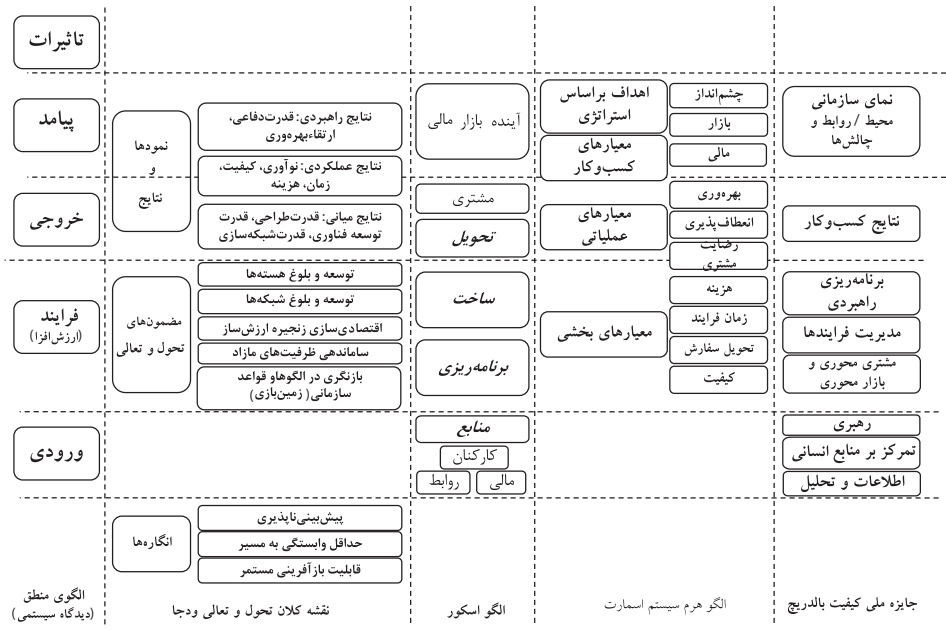 تاثیرات
پیامد
نمودها
و
نتایج
نتایج راهبردی: قدرت‌دفاعی،
ارتقاءبهره‌وری
نتایج عملکردی: نوآوری، کیفیت،
زمان، هزینه
آینده بازار مالی
اهداف براساس
استراتژی
معیارهای
کسب‌وکار
چشم‌انداز
بازار
مالی
نمای سازمانی
محیط / روابط و
چالش‌ها
خروجی
نتایج میانی: قدرت‌طراحی، قدرت
توسعه فناوری، قدرت‌شبکه‌سازی
مشتری
تحویل
معیارهای
عملیاتی
بهره‌وری
انعطاف‌پذیری
رضایت
مشتری
نتایج کسب‌وکار
فرایند
(ارزش‌افزا)
مضمون‌های
تحول و تعالی
توسعه و بلوغ هسته‌ها
توسعه و بلوغ شبکه‌ها
اقتصادی‌سازی زنجیره ارزش‌ساز
ساماندهی ظرفیت‌های مازاد
بازنگری در الگوهاو قواعد
سازمانی( زمین‌بازی)
ساخت
برنامه‌ریزی
معیارهای بخشی
هزینه
زمان فرایند
تحویل سفارش
کیفیت
برنامه‌ریزی
راهبردی
مدیریت فرایندها
مشتری محوری و
بازار محوری
ورودی
منابع
کارکنان
روابط
مالی
رهبری
تمرکز بر منابع انسانی
اطلاعات و تحلیل
انگاره‌ها
پیش‌بینی‌ناپذیری
حداقل وابستگی به مسیر
قابلیت بازآفرینی مستمر
الگوی منطق
(دیدگاه سیستمی)
نقشه کلان تحول و تعالی ودجا
الگو اسکور
الگو هرم سیستم اسمارت
جایزه ملی کیفیت بالدریچ